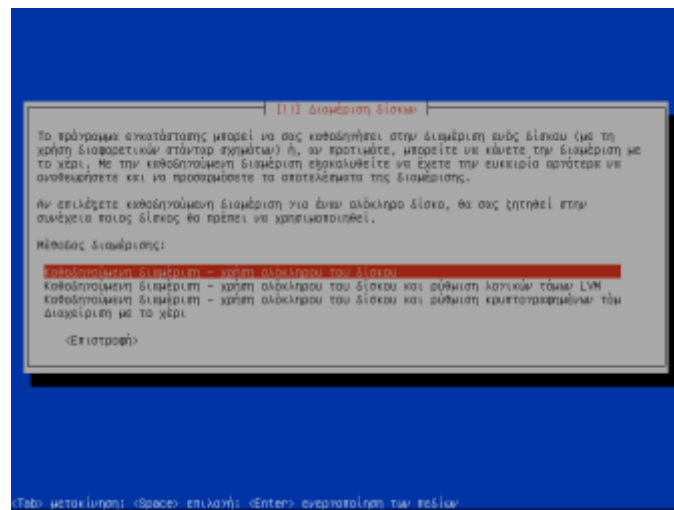 [!!] Διαμέριση δίσκων
Το πρόγραμμα εγκατάστασης μπορεί να σας καθοδηγήσει στην διαμέριση ενός δίσκου (με τη
χρήση διαφορετικών στάνταρ σχημάτων) ή, αν προτιμάτε, μπορείτε να κάνετε την διαμέριση με
το χέρι. Με την καθοδηγούμενη διαμέριση εξακολουθείτε να έχετε την ευκαιρία αργότερα να
αναθεωρήσετε και να προσαρμόσετε τα αποτελέσματα της διαμέρισης.
Αν επιλέξετε καθοδηγούμενη διαμέριση για έναν ολόκληρο δίσκο, θα σας ζητηθεί στην
συνέχεια ποιος δίσκος θα πρέπει να χρησιμοποιηθεί.
Μέθοδος διαμέρισης:
Καθοδηγούμενη διαμέριση - χρήση ολόκληρου του δίσκου
Καθοδηγούμενη διαμέριση - χρήση ολόκληρου του δίσκου και ρύθμιση λογικών τόμων LVM
Καθοδηγούμενη διαμέριση - χρήση ολόκληρου του δίσκου και ρύθμιση κρυπτογραφημένων τόμ
Διαχείριση με το χέρι
<Επιστροφή>
<Tab> μετακίνηση; <Space> επιλογή; <Enter> ενεργοποίηση των πεδίων